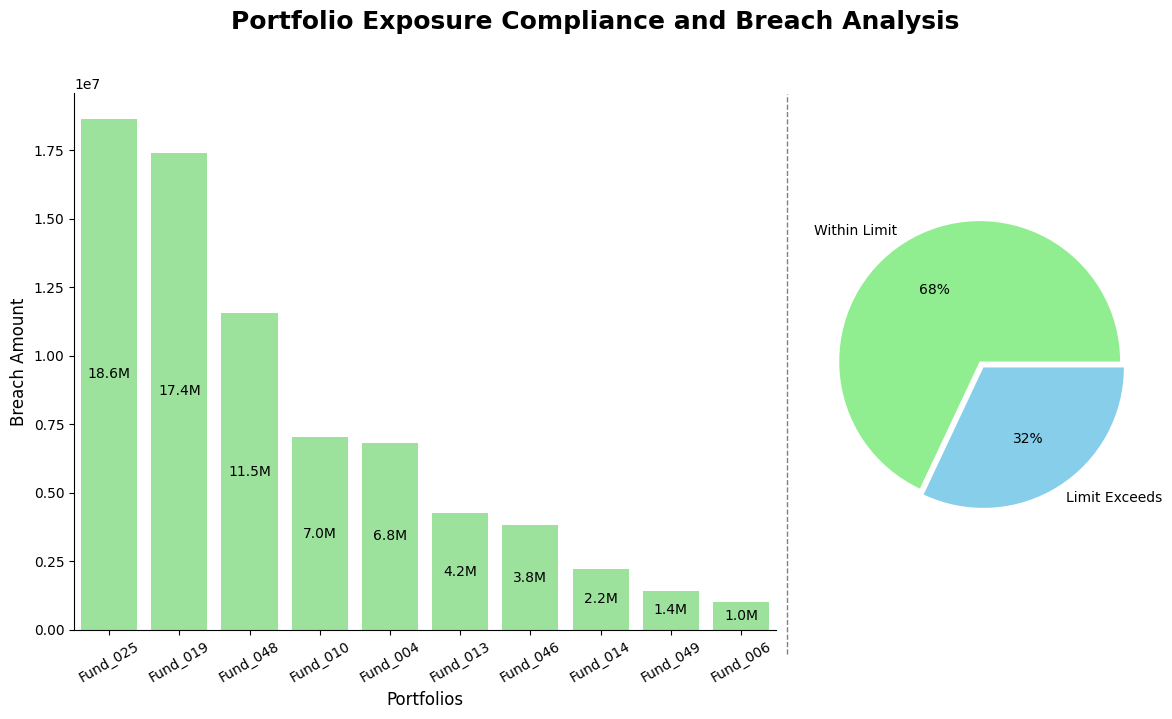 Portfolio Exposure Compliance and Breach Analysis
1e7
1.75
1.50
1.25
1.00
0.75
0.50
0.25
0.00
Breach Amount
18.6M
17.4M
11.5M
7.0M
6.8M
4.2M
3.8M
2.2M
1.4M
1.0M
Fund_025
Fund_019
Fund_048
Fund_010
Fund_004
Fund_013
Fund_046
Fund_014
Fund_049
Fund_006
Portfolios
Within Limit
68%
32%
Limit Exceeds